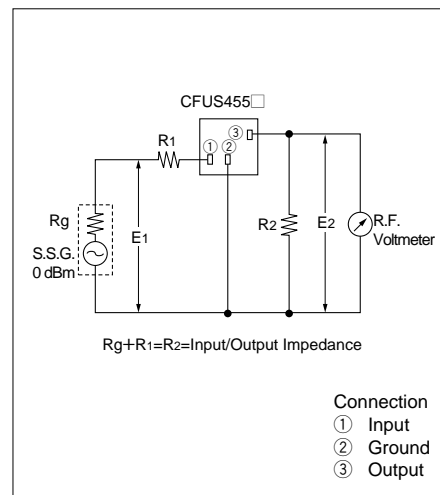 CFUS455□
R1
①
②
③
Rg
S.S.G.
0 dBm
E1
R2
E2
R.F.
Voltmeter
Rg+R1=R2=Input/Output Impedance
Connection
① Input
② Ground
③ Output